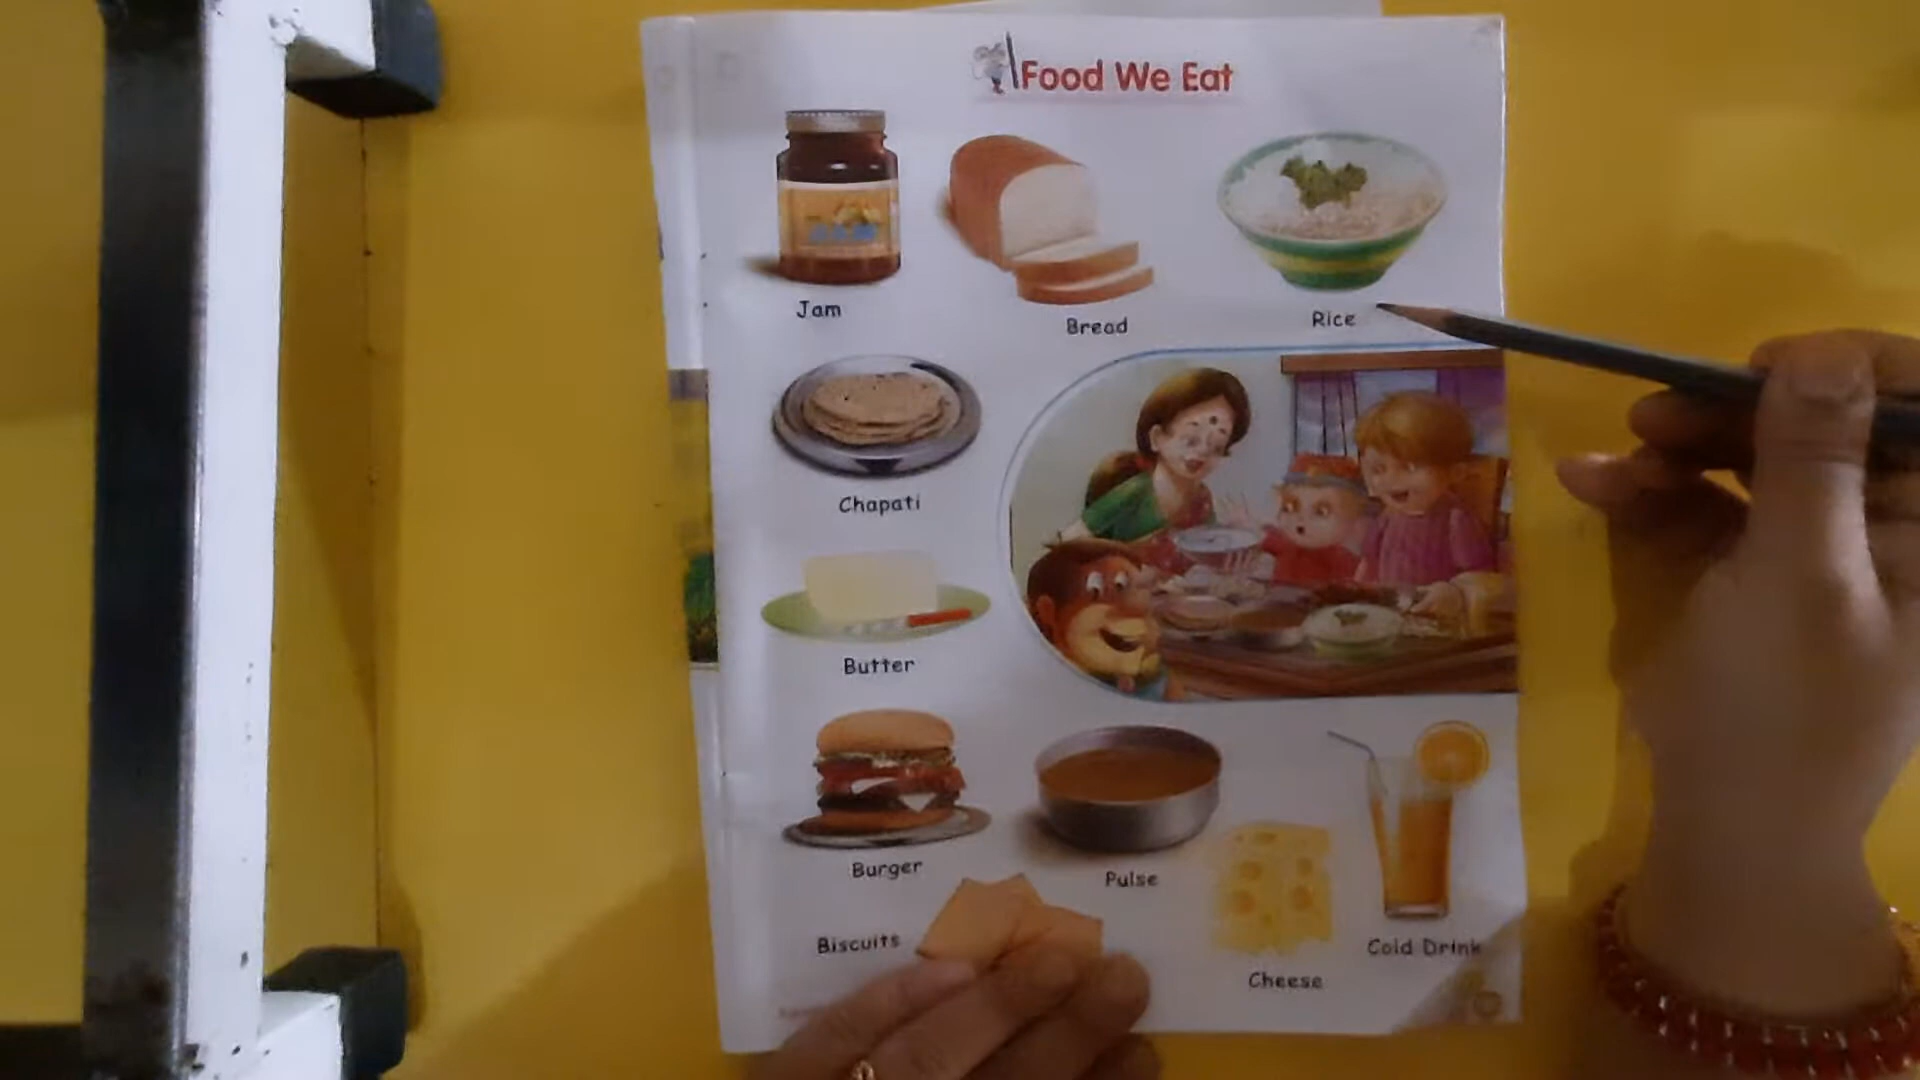 Food We Eat
Jam
Bread
Rice
Chapati
Butter
Burger
Pulse
Biscuits
Cold Drink
Cheese